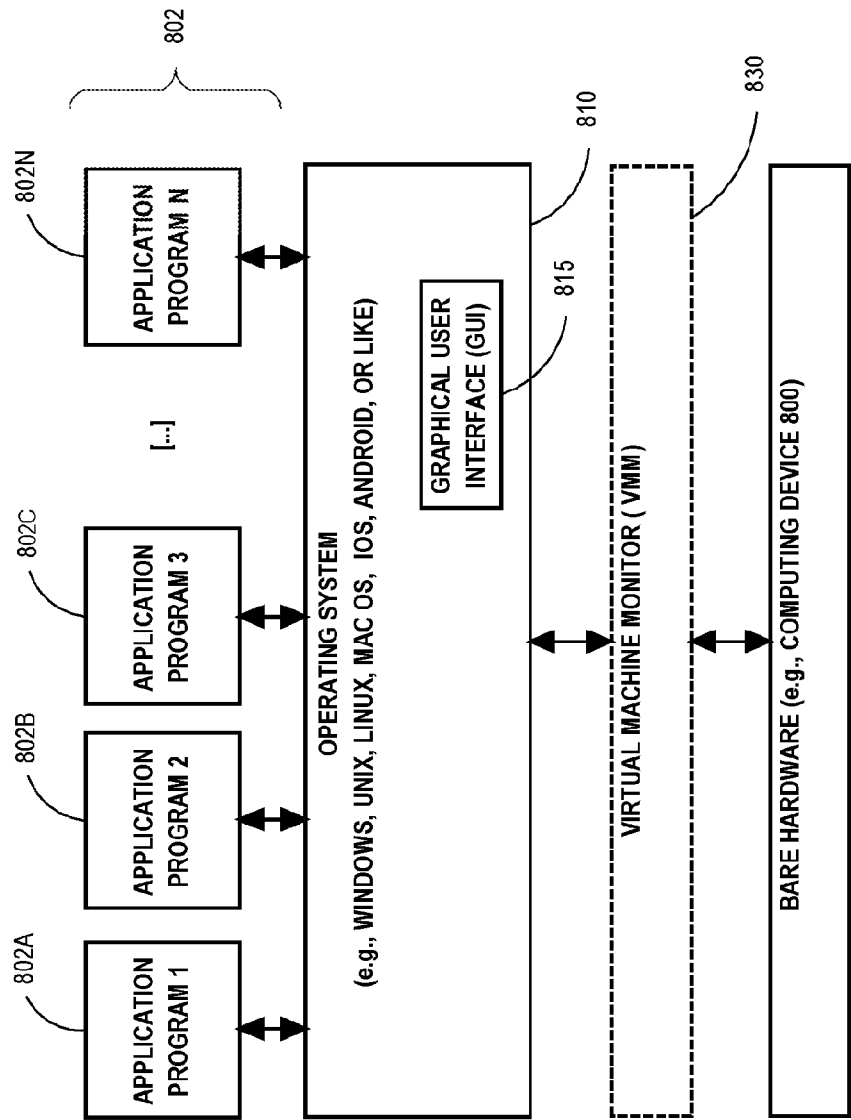 802
802A
802B
802C
802N
APPLICATION
PROGRAM 1
APPLICATION
PROGRAM 2
APPLICATION
PROGRAM 3
[...]
APPLICATION
PROGRAM N
OPERATING SYSTEM
(e.g., WINDOWS, UNIX, LINUX, MAC OS, IOS, ANDROID, OR LIKE)
GRAPHICAL USER
INTERFACE (GUI)
815
810
VIRTUAL MACHINE MONITOR ( VMM)
830
BARE HARDWARE (e.g., COMPUTING DEVICE 800)